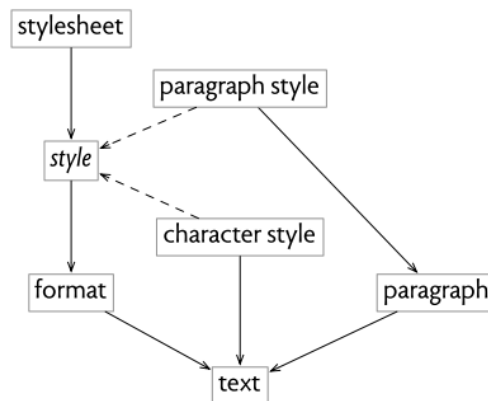 stylesheet
paragraph style
style
character style
format
paragraph
text